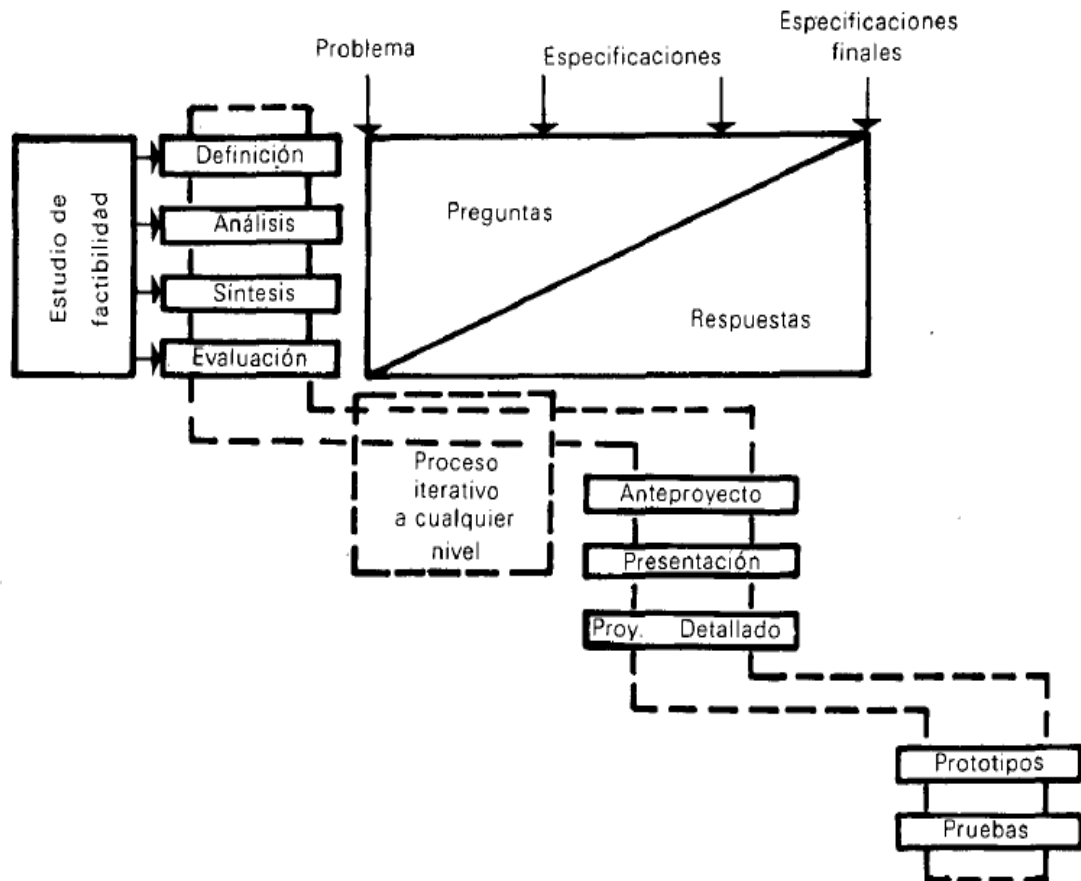 Problema
Especificaciones
Especificaciones
finales
Estudio de
factibilidad
Definición
Análisis
Síntesis
Evaluación
Preguntas
Respuestas
Proceso
iterativo
a cualquier
nivel
Anteproyecto
Presentación
Proy. Detallado
Prototipos
Pruebas